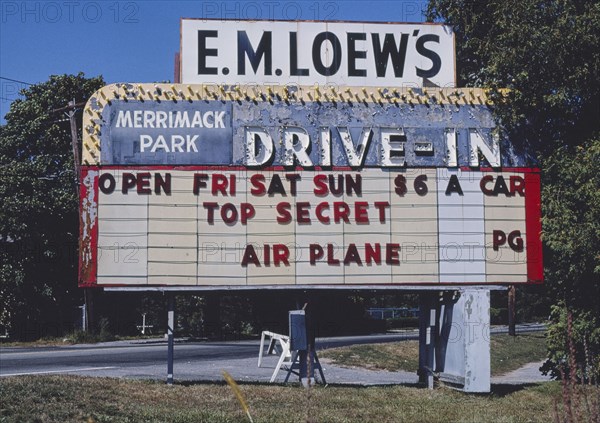 E.M.LOEW'S
MERRIMACK
PARK
DRIVE-IN
OPEN FRI SAT SUN $6 A CAR
TOP SECRET
AIR PLANE PG